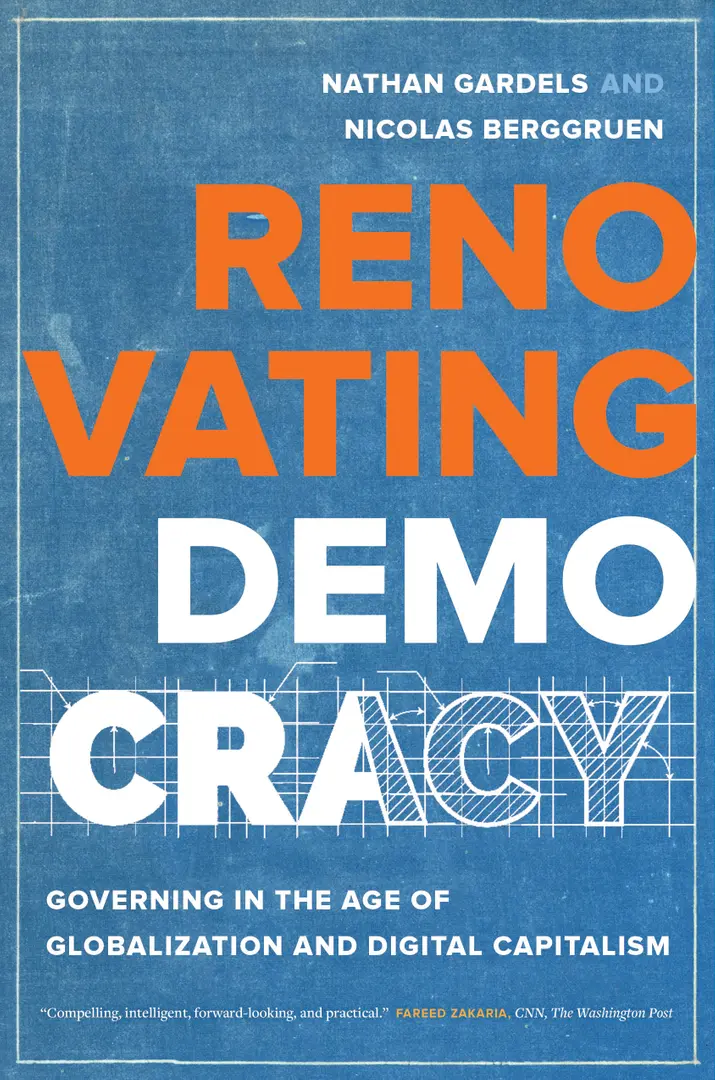 NATHAN GARDELS AND
NICOLAS BERGGRUEN
RENO
VATING
DEMO
CRACY
GOVERNING IN THE AGE OF
GLOBALIZATION AND DIGITAL CAPITALISM
“Compelling, intelligent, forward-looking, and practical.” FAREED ZAKARIA, CNN, The Washington Post